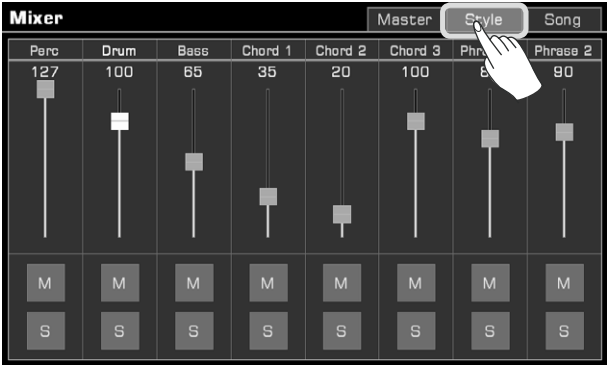 Mixer Master Style Song
Perc Drum Bass Chord 1 Chord 2 Chord 3 Phrase 2
127 100 65 35 20 100 90
M M M M M M M M
S S S S S S S S